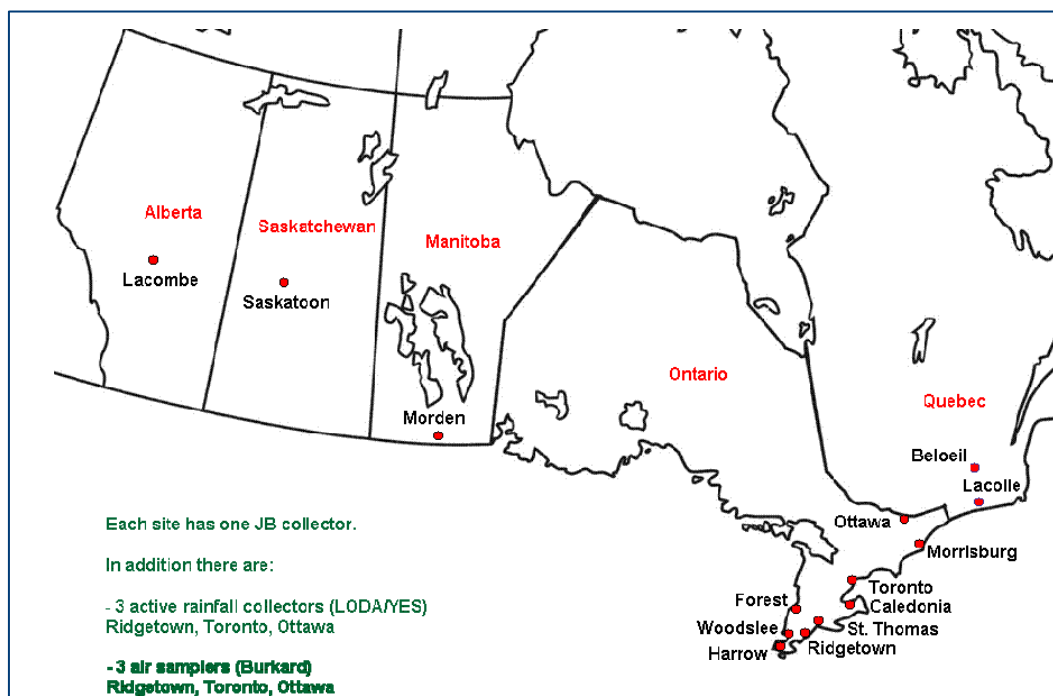 Alberta
Saskatchewan
Manitoba
Lacombe
Saskatoon
Ontario
Morden
Quebec
Beloeil
Lacolle
Each site has one JB collector.
Ottawa
Morrisburg
In addition there are:
Toronto
Forest
Caledonia
- 3 active rainfall collectors (LODA/YES)
Ridgetown, Toronto, Ottawa
Woodslee
St. Thomas
Harrow
Ridgetown
- 3 air samplers (Burkard)
Ridgetown, Toronto, Ottawa